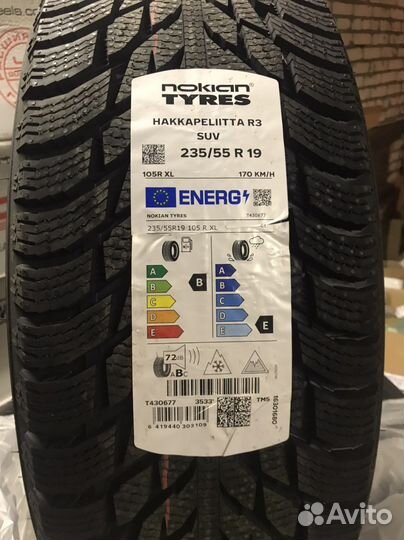 nokian
TYRES
HAKKAPELIITTA R3
SUV
235/55 R 19
105R XL 170 KM/H
ENERG
NOKIAN TYRES T430677
235/55R19 105 R XL
A A
B B B
C C
D D
E E E
72dB
ABC
T430677 3533 TM5
6 419440 303109
Avito